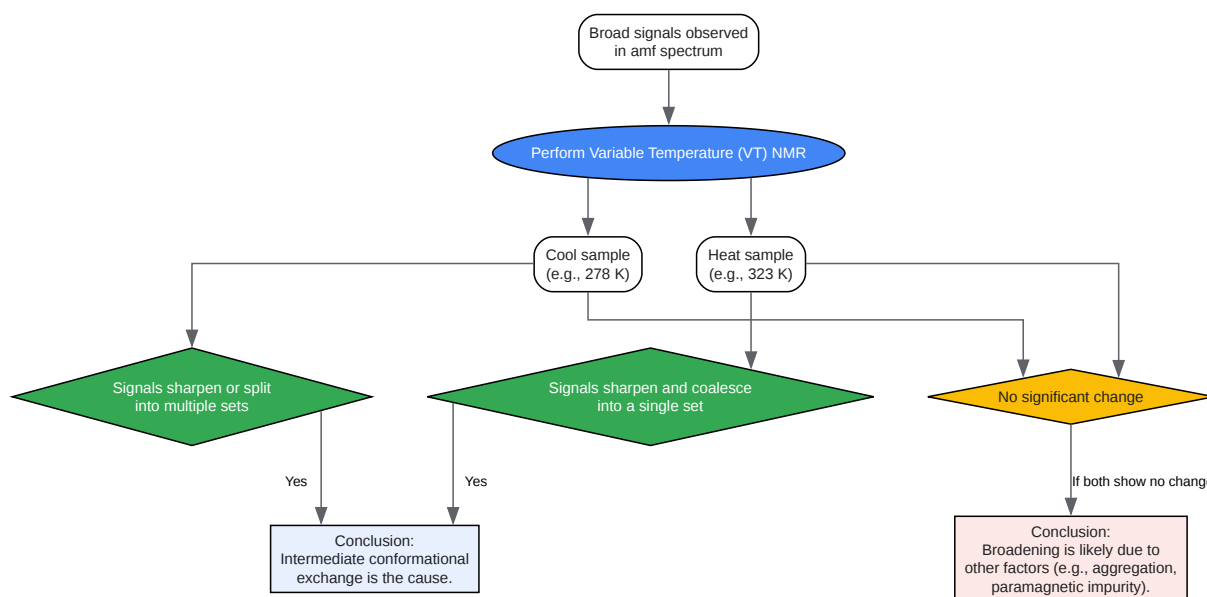 Broad signals observed
in amf spectrum
Perform Variable Temperature (VT) NMR
Cool sample
(e.g., 278 K)
Heat sample
(e.g., 323 K)
Signals sharpen or split
into multiple sets
Signals sharpen and coalesce
into a single set
No significant change
Yes
Yes
If both show no change
Conclusion:
Intermediate conformational
exchange is the cause.
Conclusion:
Broadening is likely due to
other factors (e.g., aggregation,
paramagnetic impurity).